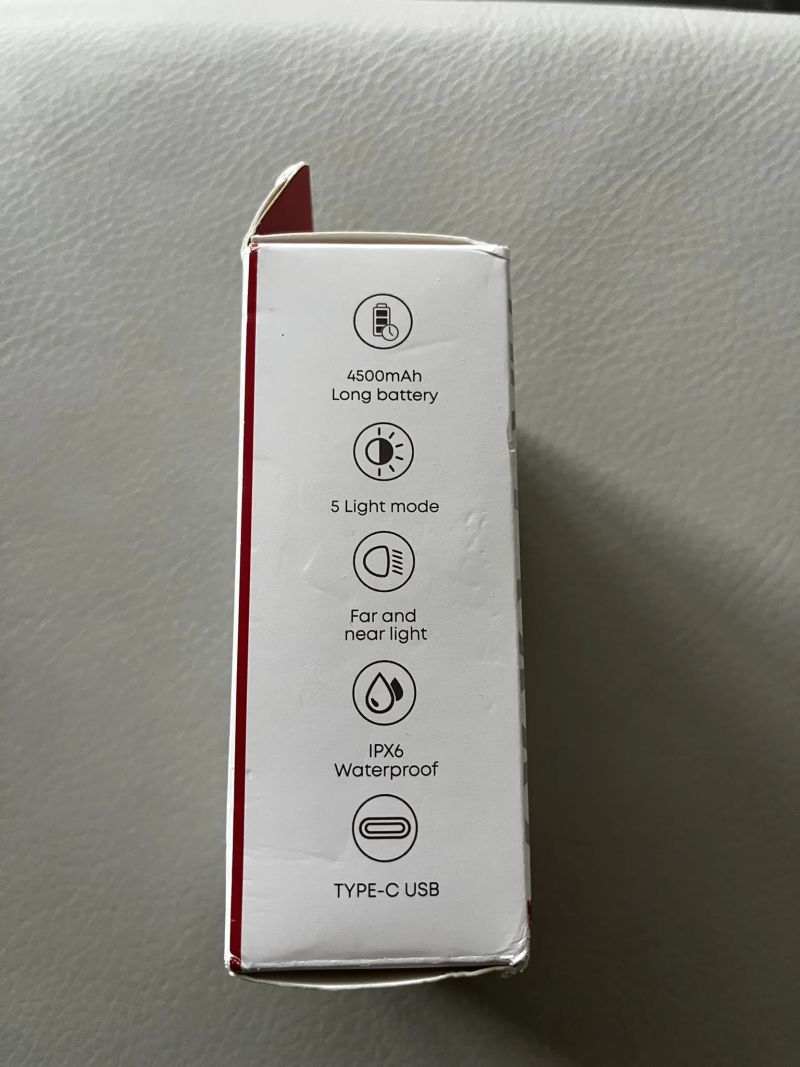 4500mAh
Long battery
5 Light mode
Far and
near light
IPX6
Waterproof
TYPE-C USB